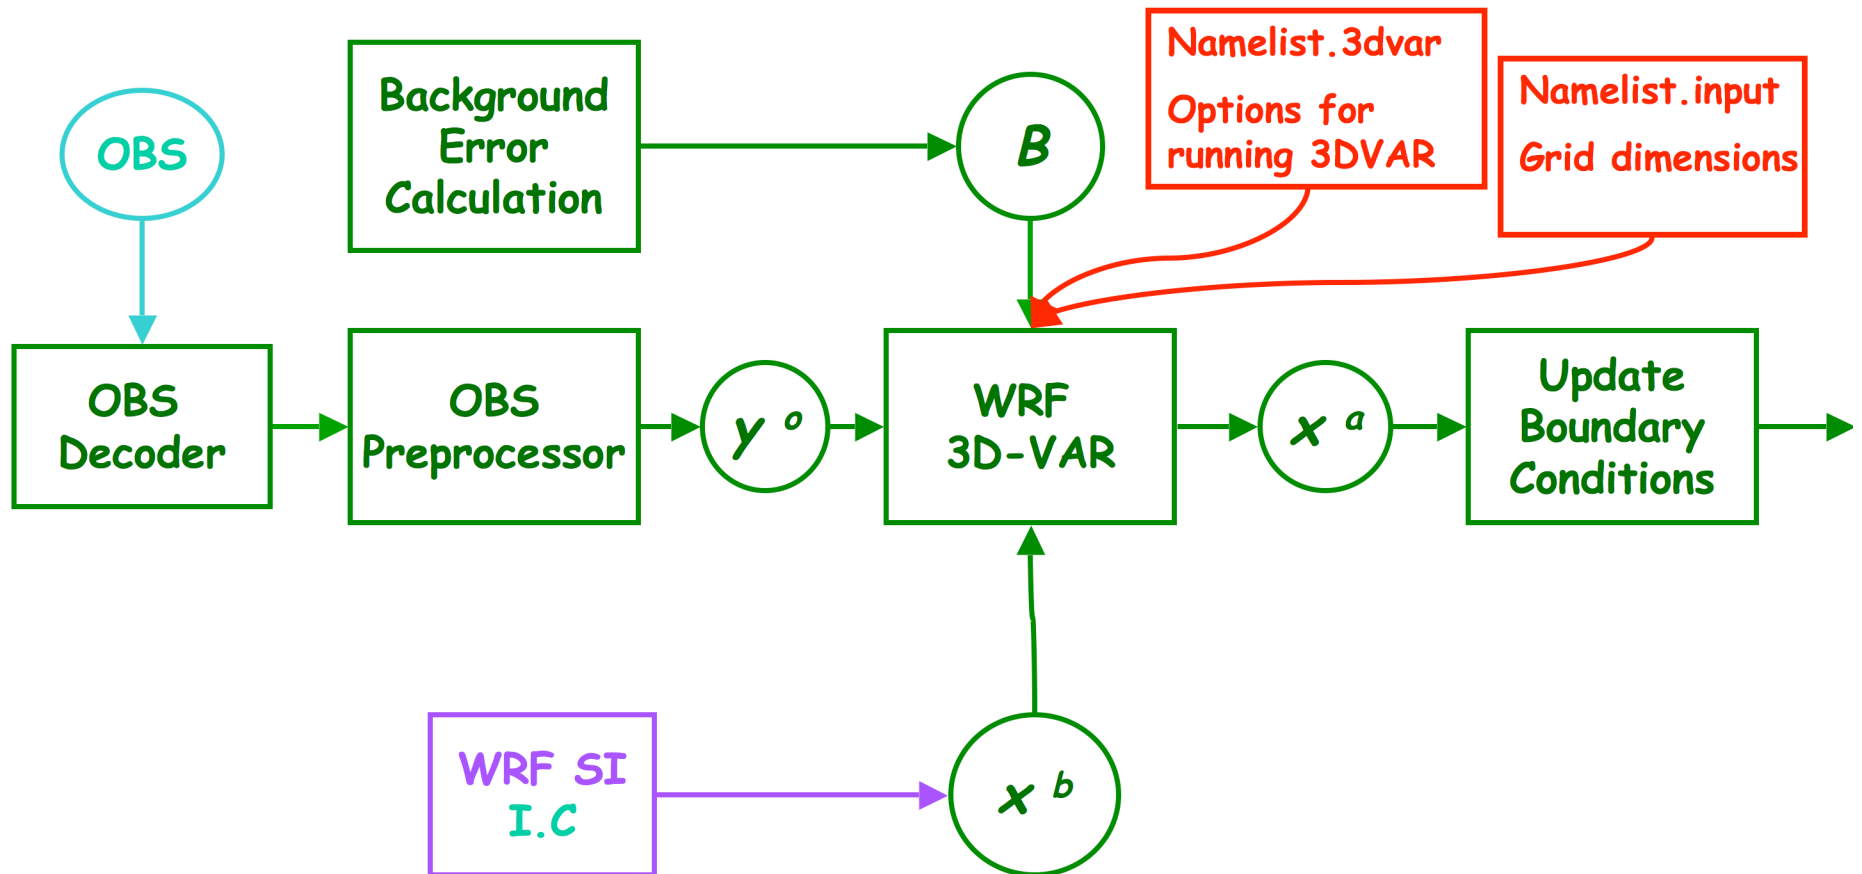 Namelist.3dvar
Options for
running 3DVAR
Namelist.input
Grid dimensions
Background
Error
Calculation
B
OBS
OBS
Decoder
OBS
Preprocessor
y o
WRF
3D-VAR
x a
Update
Boundary
Conditions
WRF SI
I.C
x b